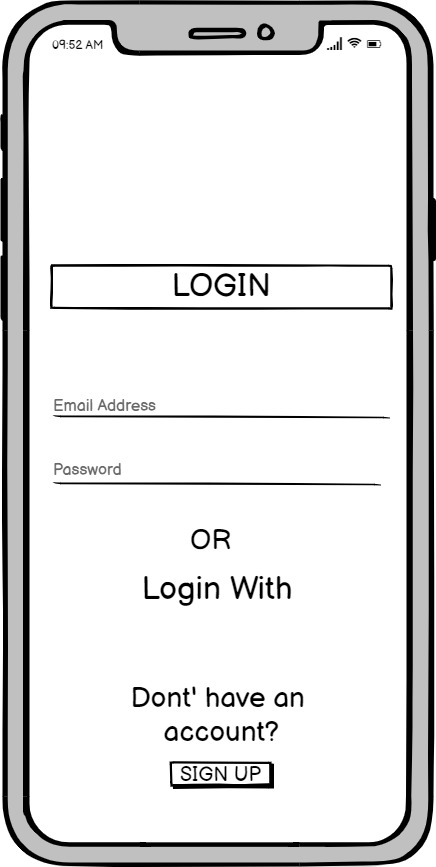 09:52 AM
LOGIN
Email Address
Password
OR
Login With
Dont' have an
account?
SIGN UP